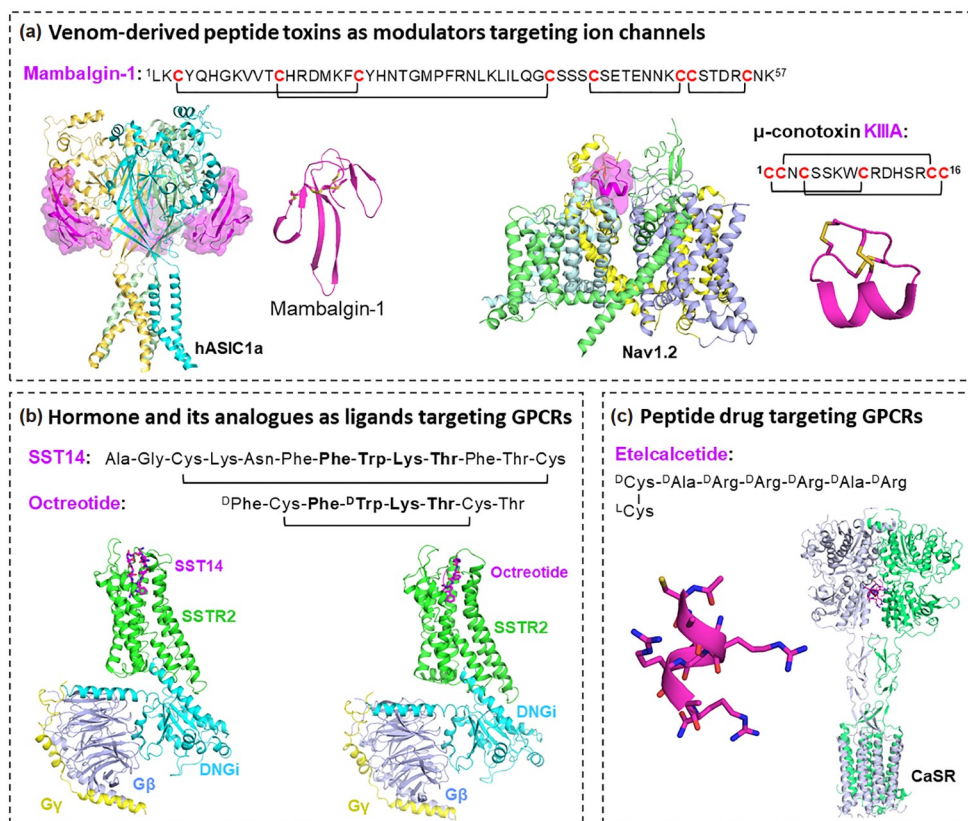 (a) Venom-derived peptide toxins as modulators targeting ion channels
Mambalgin-1: ¹LKCYQHGKVVTCHRDMKFCYHNTGMPFRNLKLILQGCSSSCSETENNKCCSTDRCNK⁵⁷
μ-conotoxin KIIIA:
¹CCNCSSKWCRDHSRCC¹⁶
Mambalgin-1
hASIC1a
Nav1.2
(b) Hormone and its analogues as ligands targeting GPCRs
SST14: Ala-Gly-Cys-Lys-Asn-Phe-Phe-Trp-Lys-Thr-Phe-Thr-Cys
Octreotide: ᴰPhe-Cys-Phe-ᴰTrp-Lys-Thr-Cys-Thr
SST14
SSTR2
DNGi
Gβ
Gγ
Octreotide
SSTR2
DNGi
Gβ
Gγ
(c) Peptide drug targeting GPCRs
Etelcalcetide:
ᴰCys-ᴰAla-ᴰArg-ᴰArg-ᴰArg-ᴰAla-ᴰArg
ᴸCys
CaSR